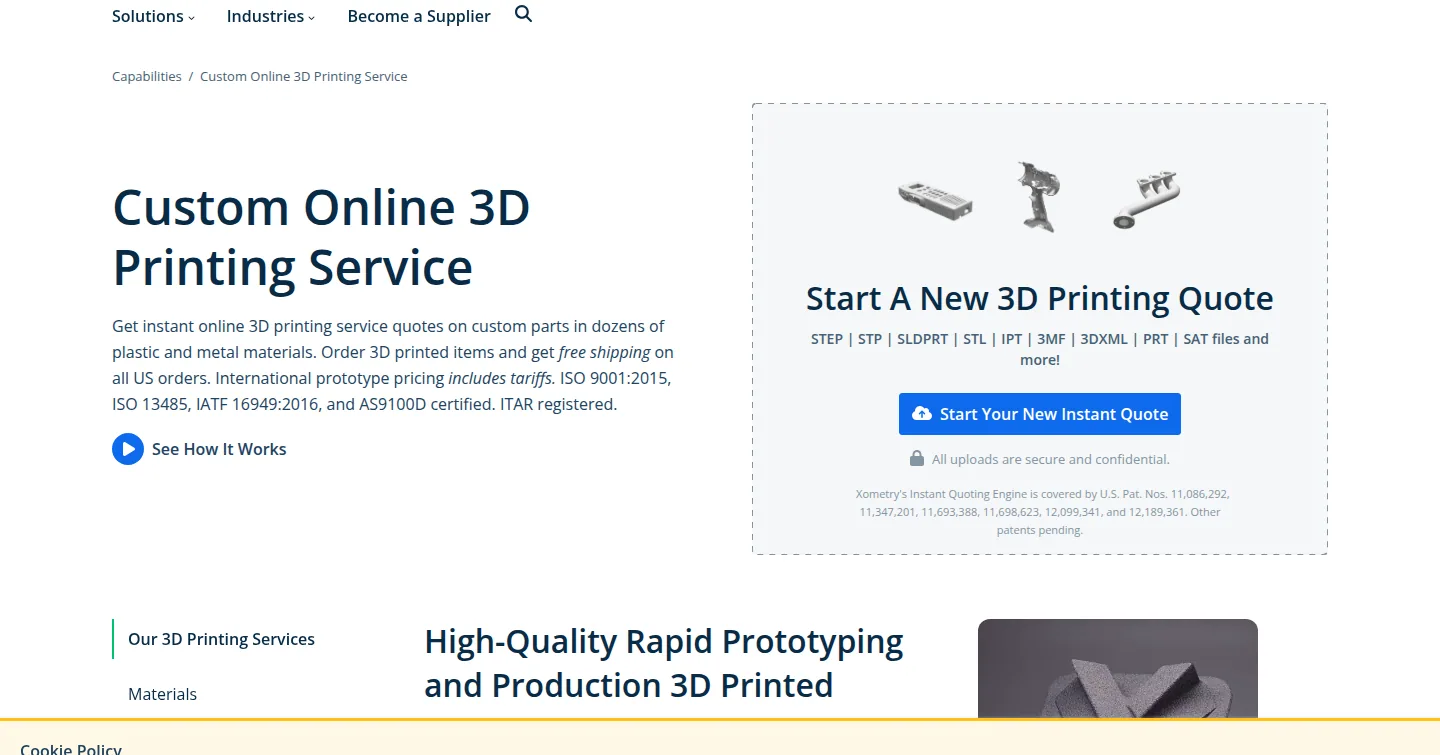 Solutions
Industries
Become a Supplier
Capabilities / Custom Online 3D Printing Service
Custom Online 3D
Printing Service
Get instant online 3D printing service quotes on custom parts in dozens of
plastic and metal materials. Order 3D printed items and get free shipping on
all US orders. International prototype pricing includes tariffs. ISO 9001:2015,
ISO 13485, IATF 16949:2016, and AS9100D certified. ITAR registered.
See How It Works
Start A New 3D Printing Quote
STEP | STP | SLDPRT | STL | IPT | 3MF | 3DXML | PRT | SAT files and
more!
Start Your New Instant Quote
All uploads are secure and confidential.
Xometry's Instant Quoting Engine is covered by U.S. Pat. Nos. 11,086,292,
11,347,201, 11,693,388, 11,698,623, 12,099,341, and 12,189,361. Other
patents pending.
Our 3D Printing Services
Materials
High-Quality Rapid Prototyping
and Production 3D Printed
Cookie Policy